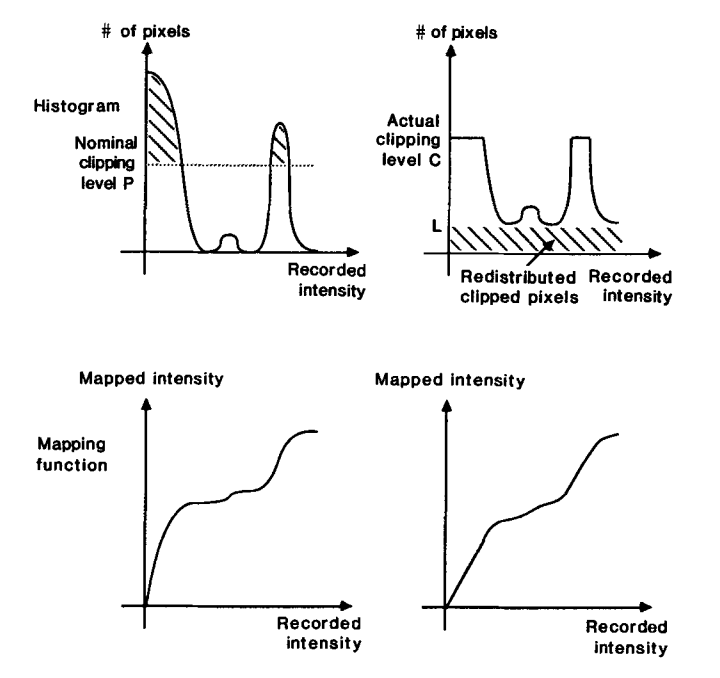 # of pixels
Histogram
Nominal
clipping
level P
Recorded
intensity
# of pixels
Actual
clipping
level C
L
Redistributed
clipped pixels
Recorded
intensity
Mapped intensity
Mapping
function
Recorded
intensity
Mapped intensity
Recorded
intensity